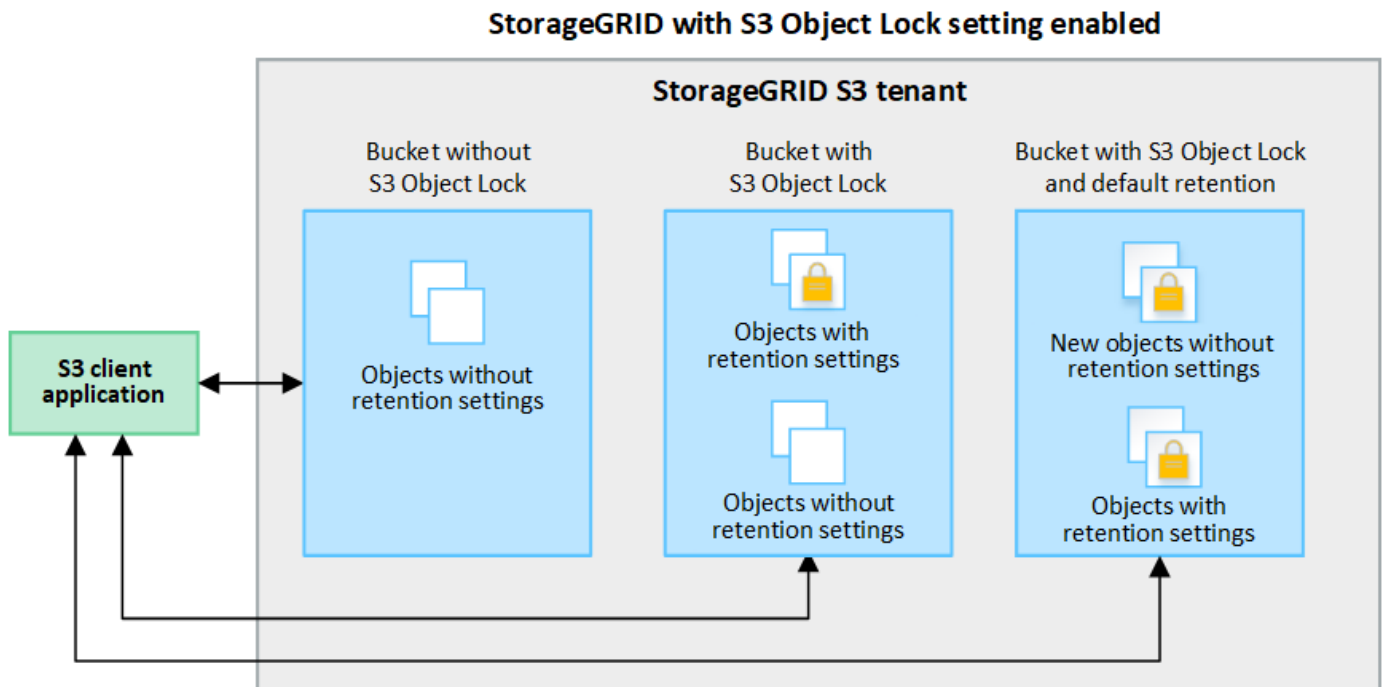 StorageGRID with S3 Object Lock setting enabled
StorageGRID S3 tenant
Bucket without
S3 Object Lock
Objects without
retention settings
Bucket with
S3 Object Lock
Objects with
retention settings
Objects without
retention settings
Bucket with S3 Object Lock
and default retention
New objects without
retention settings
Objects with
retention settings
S3 client
application